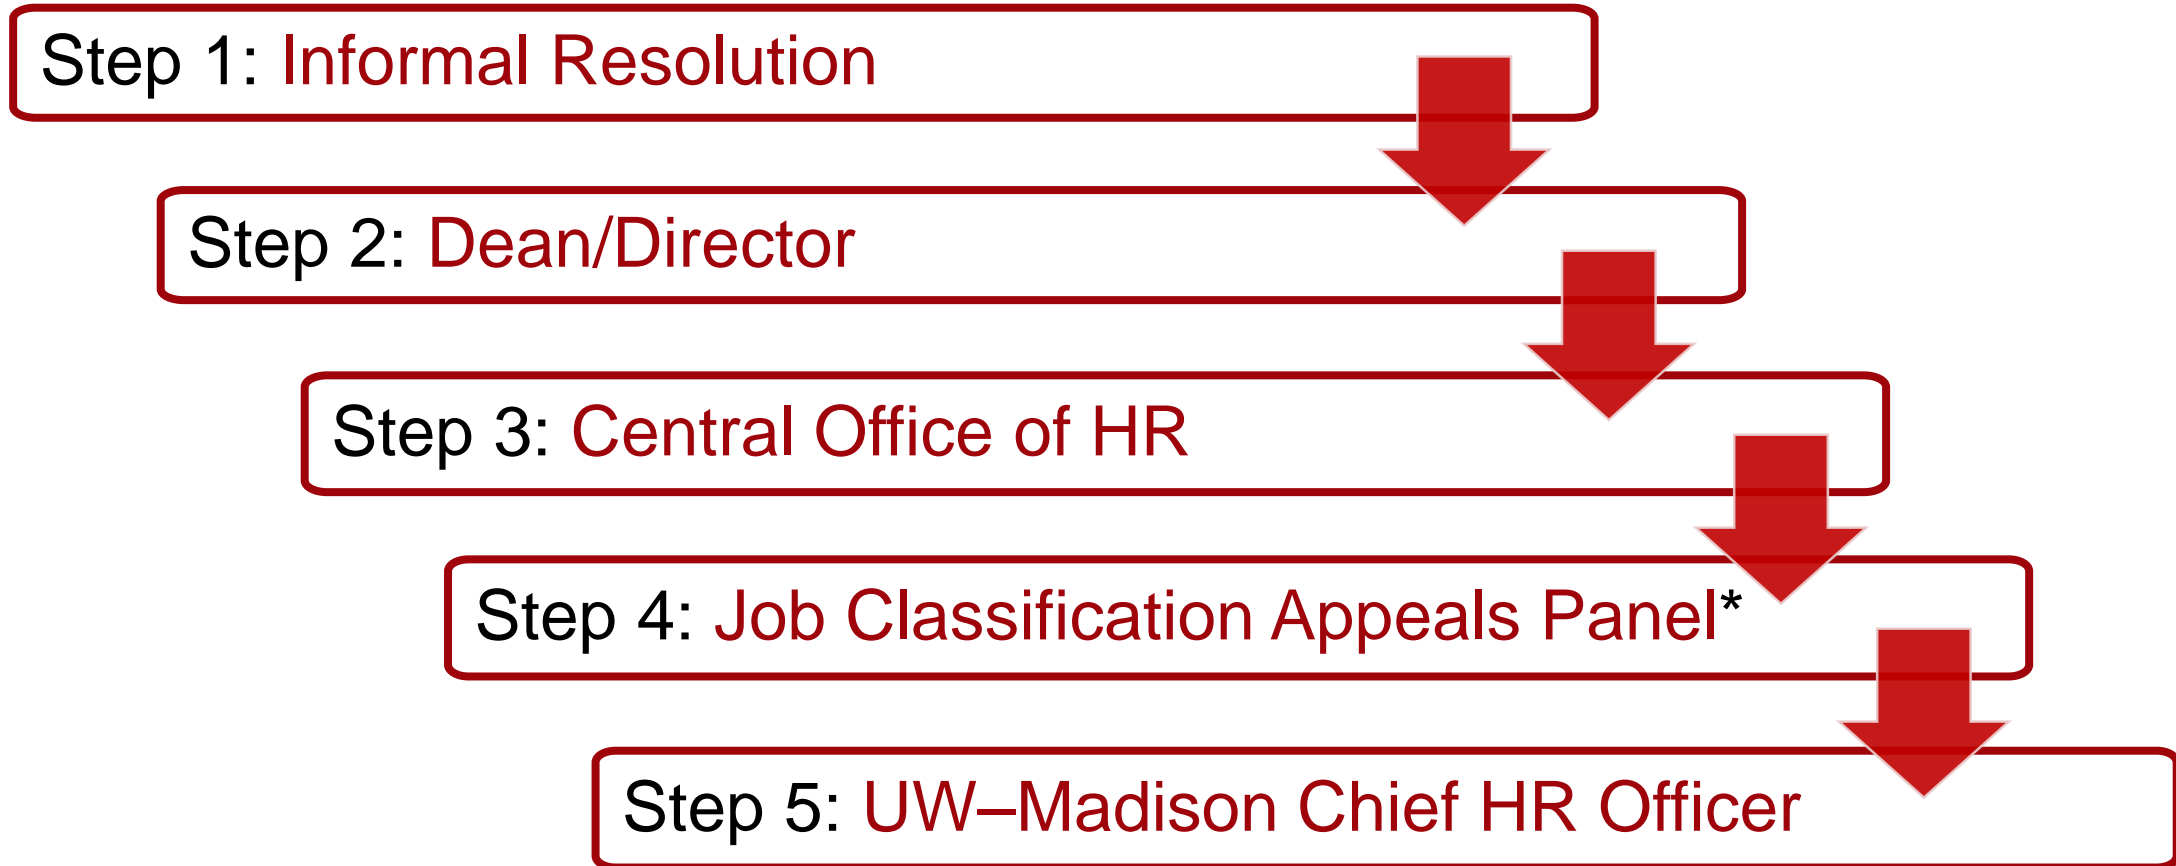 Step 1: Informal Resolution
Step 2: Dean/Director
Step 3: Central Office of HR
Step 4: Job Classification Appeals Panel*
Step 5: UW–Madison Chief HR Officer